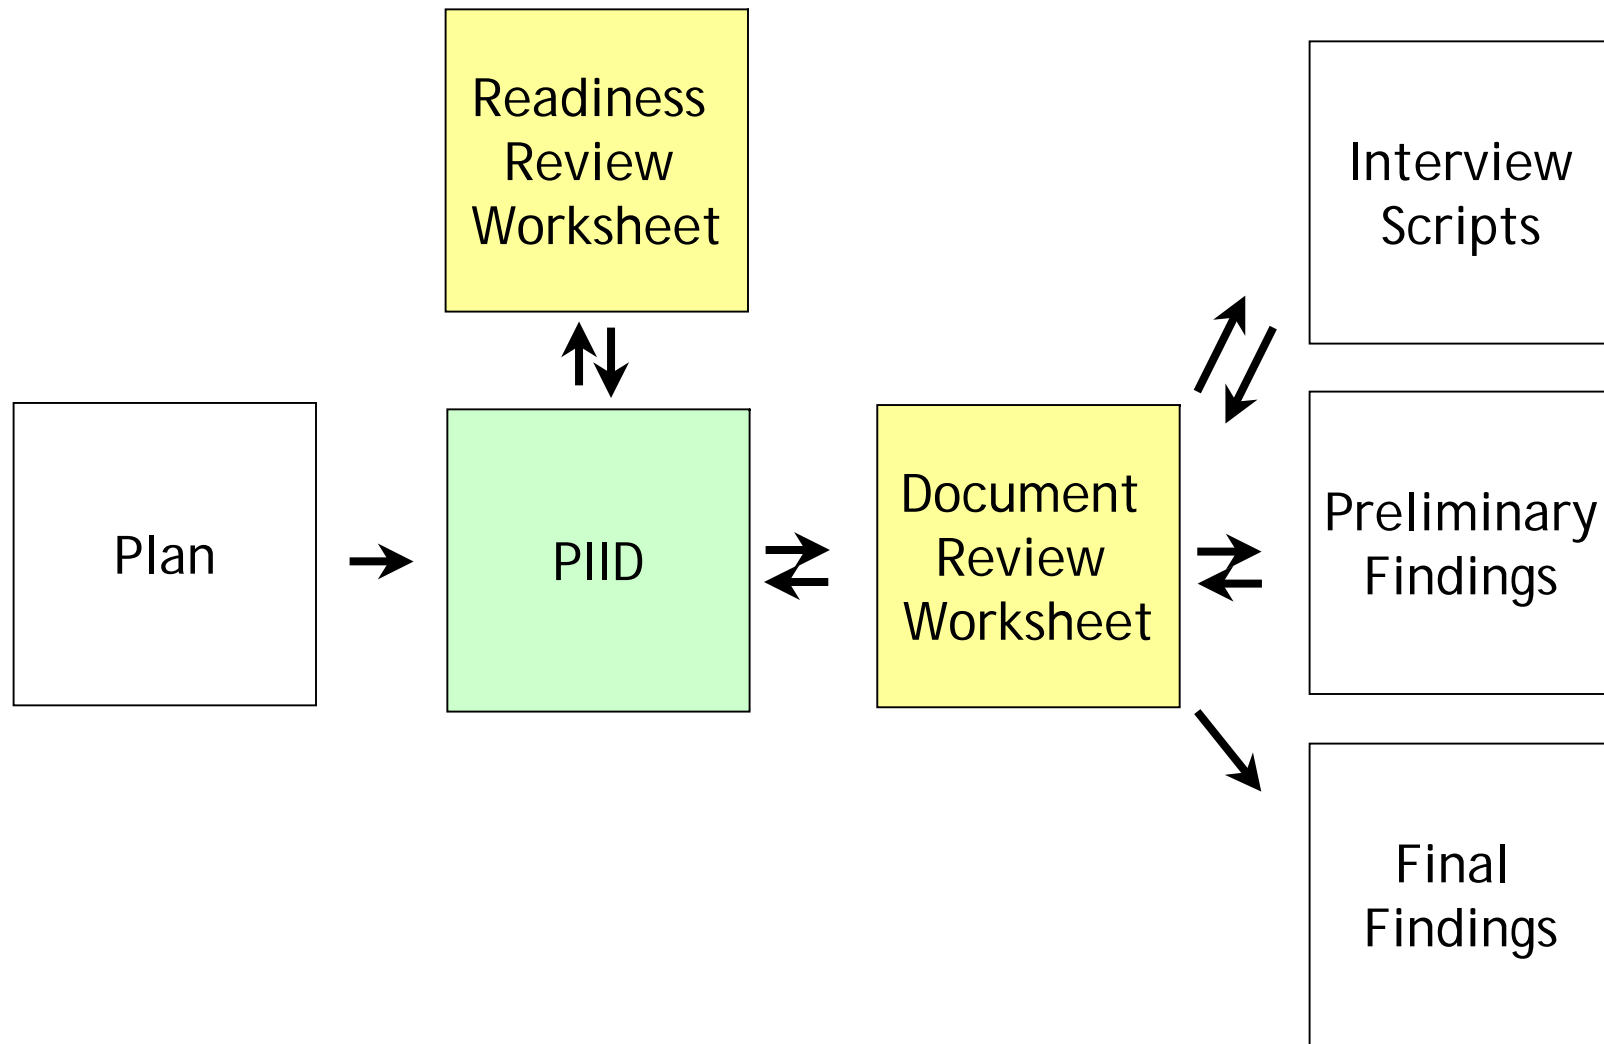 Readiness
Review
Worksheet
Interview
Scripts
Plan
PIID
Document
Review
Worksheet
Preliminary
Findings
Final
Findings